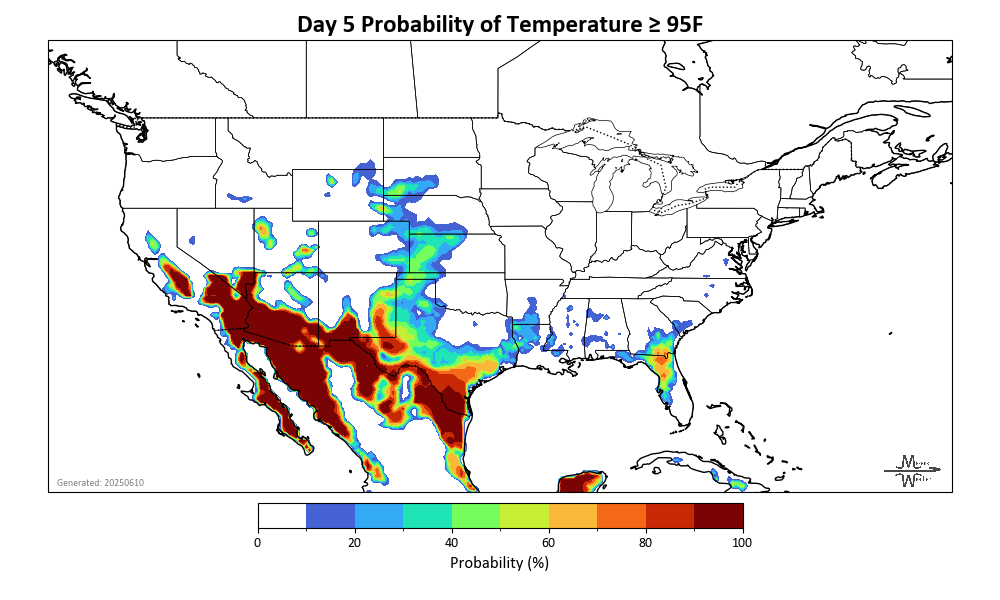 Day 5 Probability of Temperature ≥ 95F
Generated: 20250610
0 20 40 60 80 100
Probability (%)